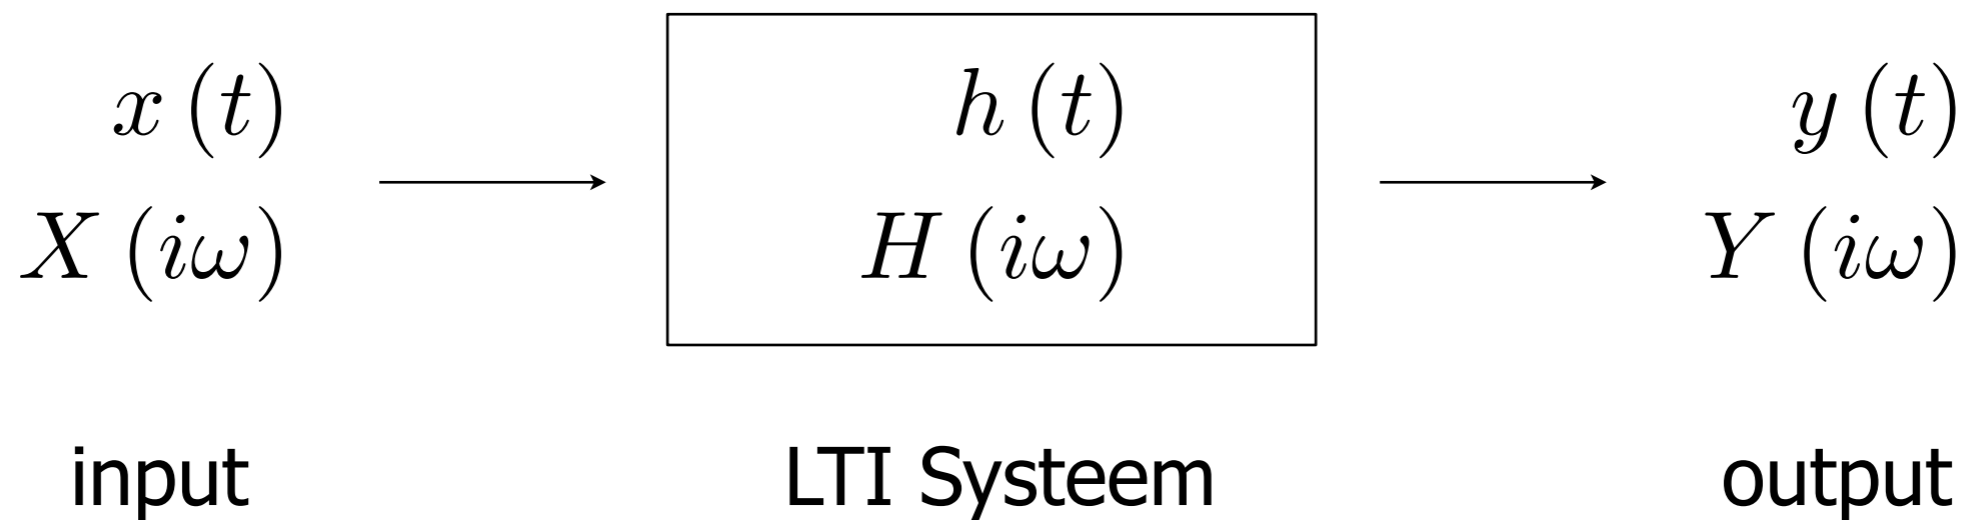 x (t)
X (iω)
h (t)
H (iω)
y (t)
Y (iω)
input
LTI Systeem
output